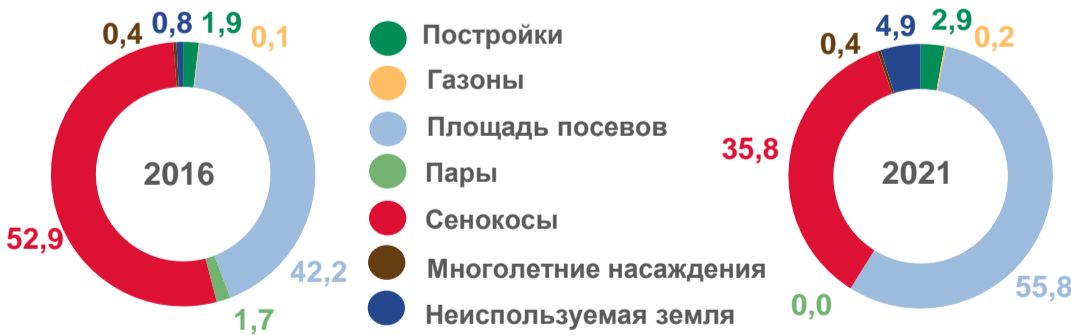 0,4
0,8
1,9
0,1
2016
52,9
42,2
1,7
Постройки
Газоны
Площадь посевов
Пары
Сенокосы
Многолетние насаждения
Неиспользуемая земля
0,4
4,9
2,9
0,2
35,8
2021
0,0
55,8